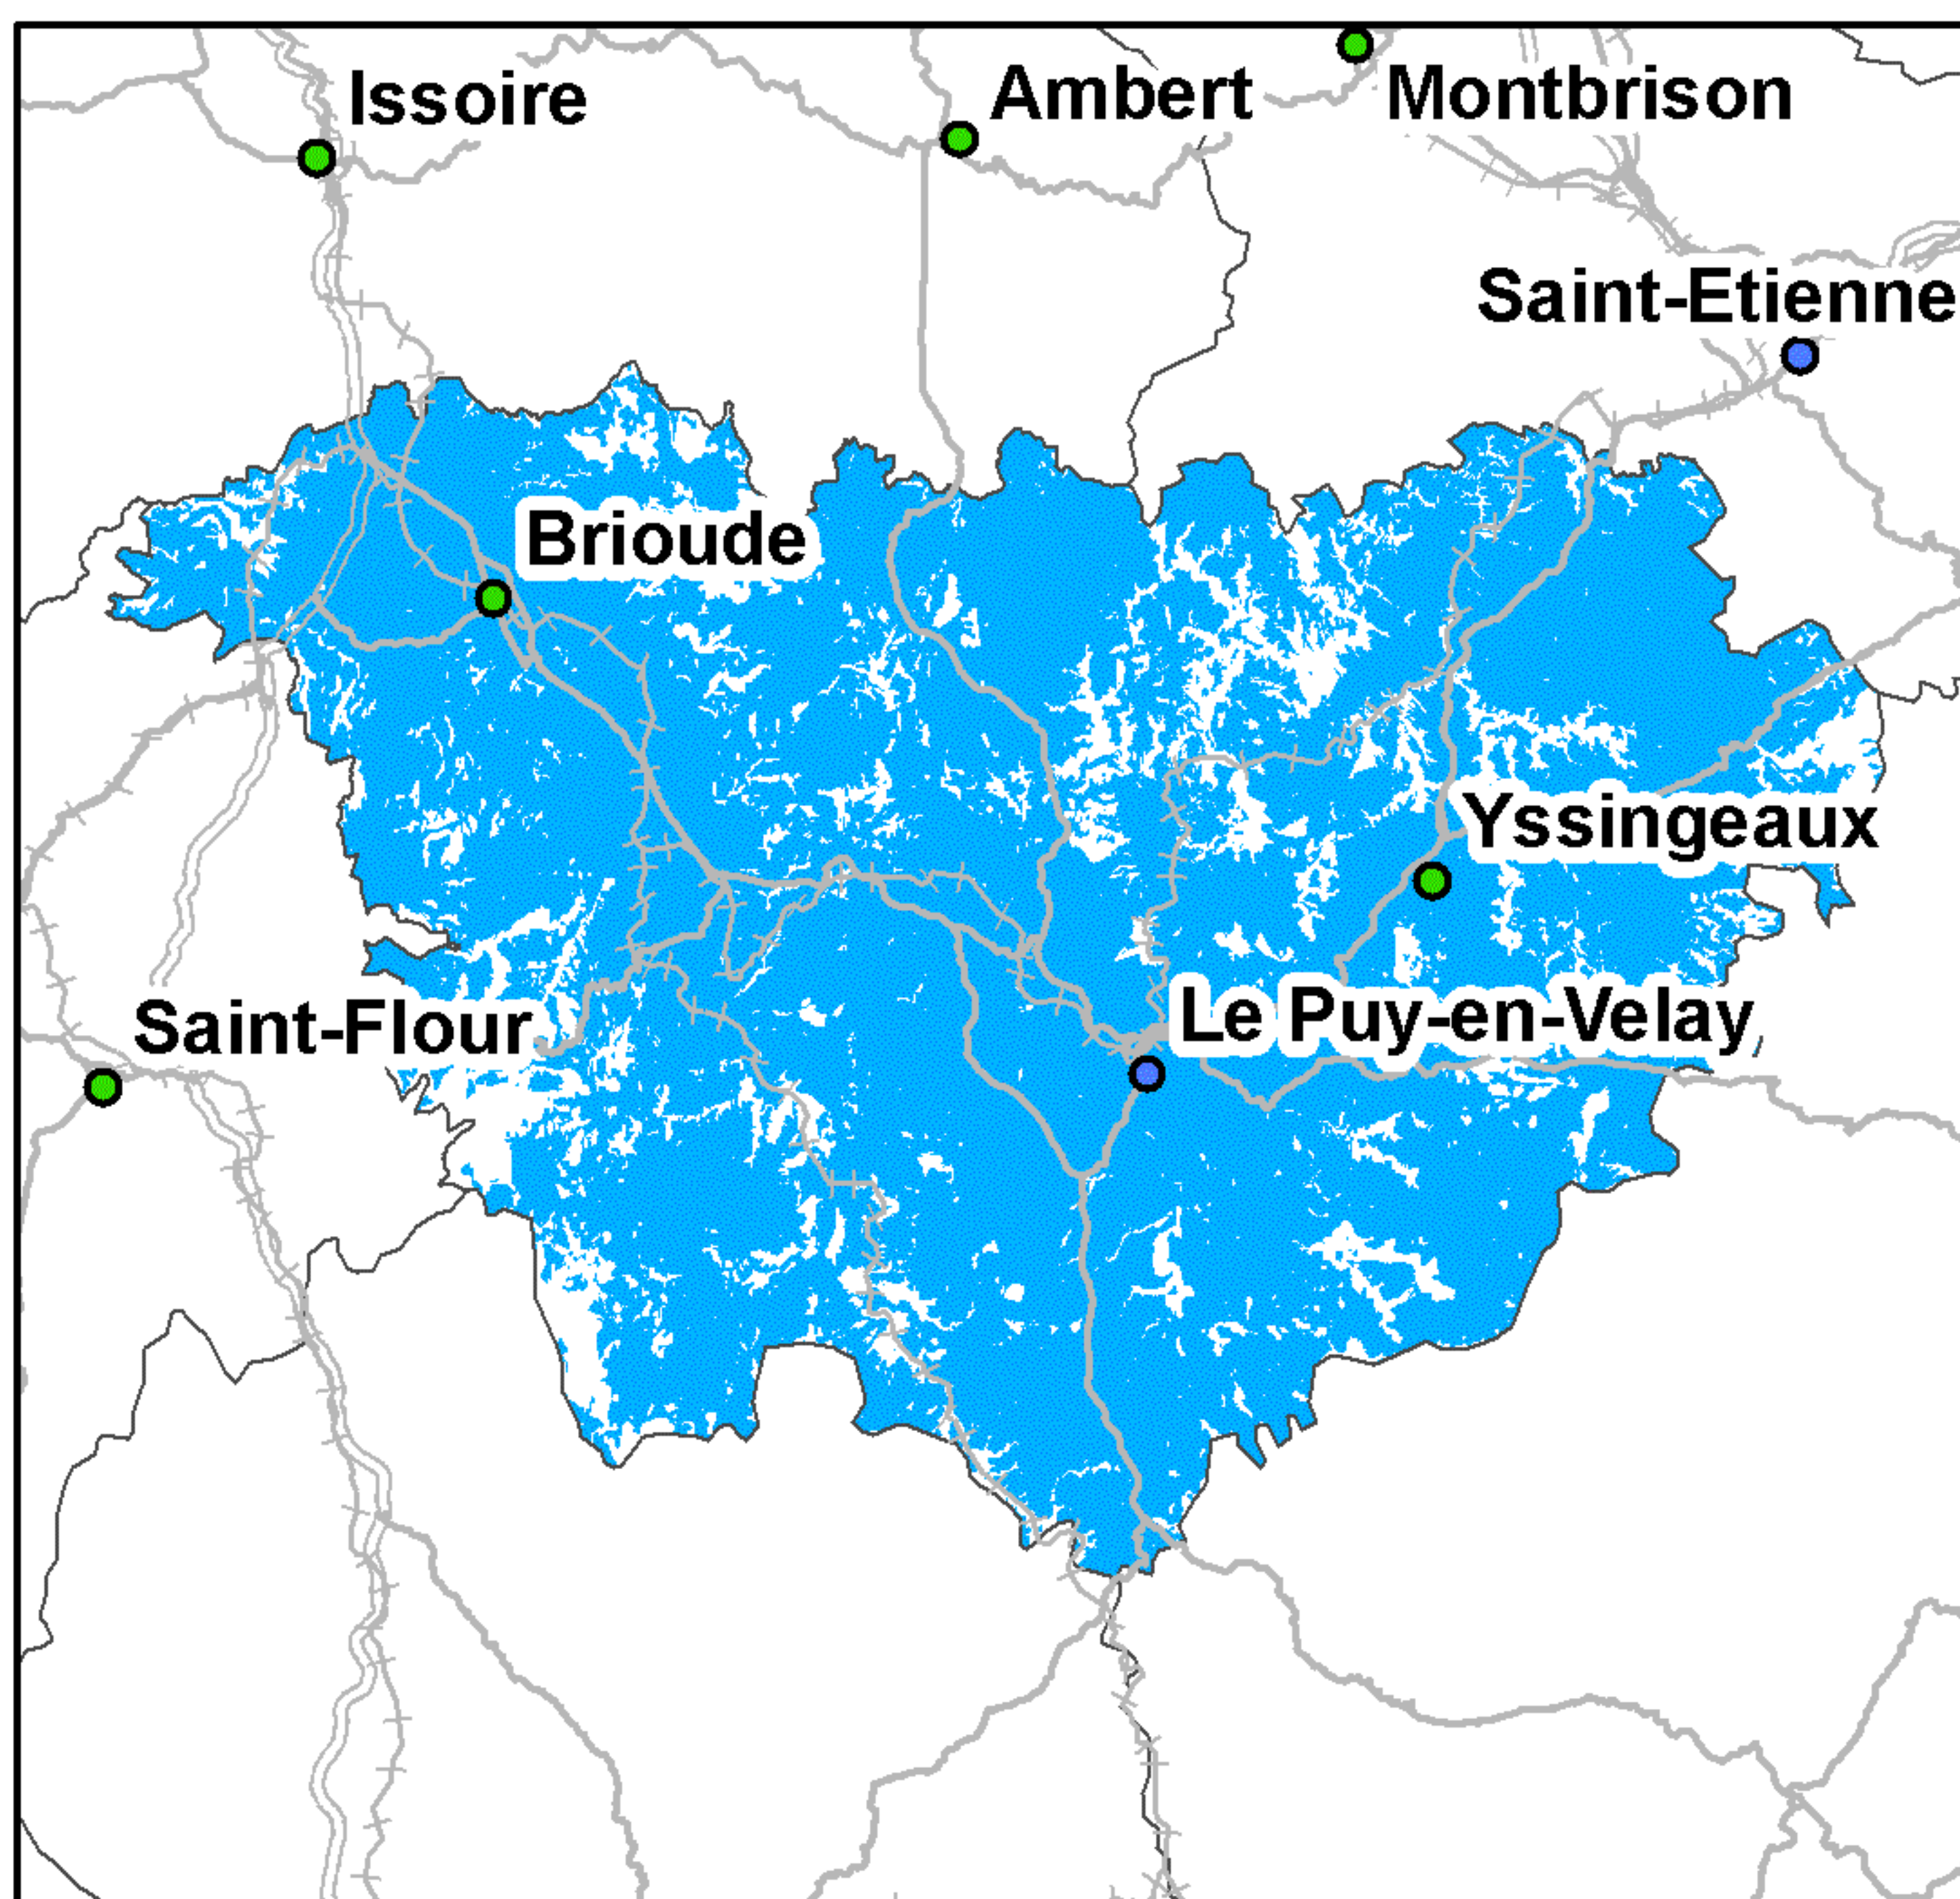 Issoire
Ambert
Montbrison
Saint-Etienne
Brioude
Yssingeaux
Le Puy-en-Velay
Saint-Flour